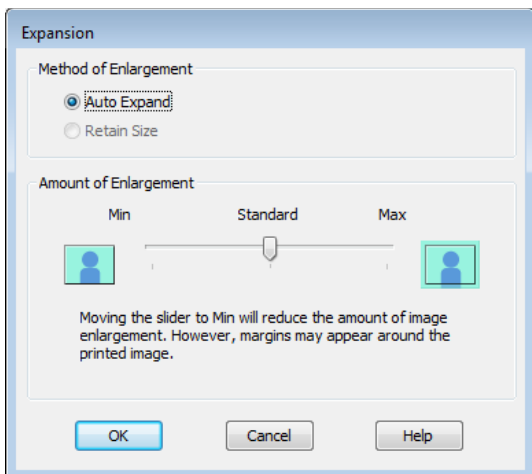 Expansion
Method of Enlargement
Auto Expand
Retain Size
Amount of Enlargement
Min Standard Max
Moving the slider to Min will reduce the amount of image
enlargement. However, margins may appear around the
printed image.
OK Cancel Help